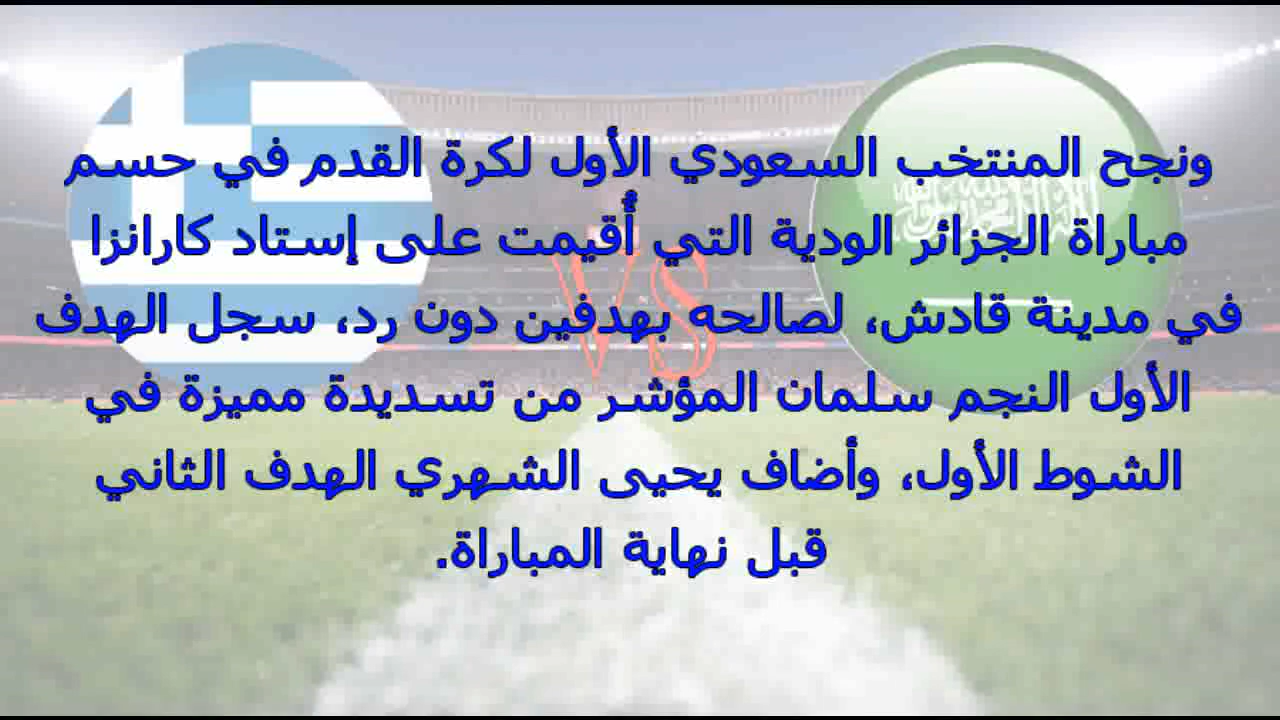 ونجح المنتخب السعودي الأول لكرة القدم في حسم
مباراة الجزائر الودية التي أُقيمت على إستاد كارانزا
في مدينة قادش، لصالحه بهدفين دون رد، سجل الهدف
الأول النجم سلمان المؤشر من تسديدة مميزة في
الشوط الأول، وأضاف يحيى الشهري الهدف الثاني
قبل نهاية المباراة.
VS